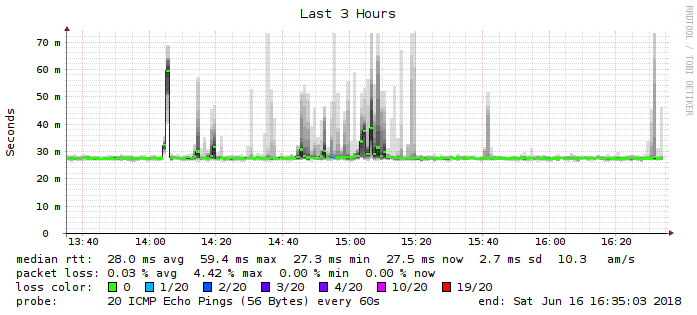 Last 3 Hours
RRDTOOL / TOBI OETIKER
Seconds
70 m
60 m
50 m
40 m
30 m
20 m
10 m
0
13:40 14:00 14:20 14:40 15:00 15:20 15:40 16:00 16:20
median rtt: 28.0 ms avg 59.4 ms max 27.3 ms min 27.5 ms now 2.7 ms sd 10.3 am/s
packet loss: 0.03 % avg 4.42 % max 0.00 % min 0.00 % now
loss color: 0 1/20 2/20 3/20 4/20 10/20 19/20
probe: 20 ICMP Echo Pings (56 Bytes) every 60s end: Sat Jun 16 16:35:03 2018